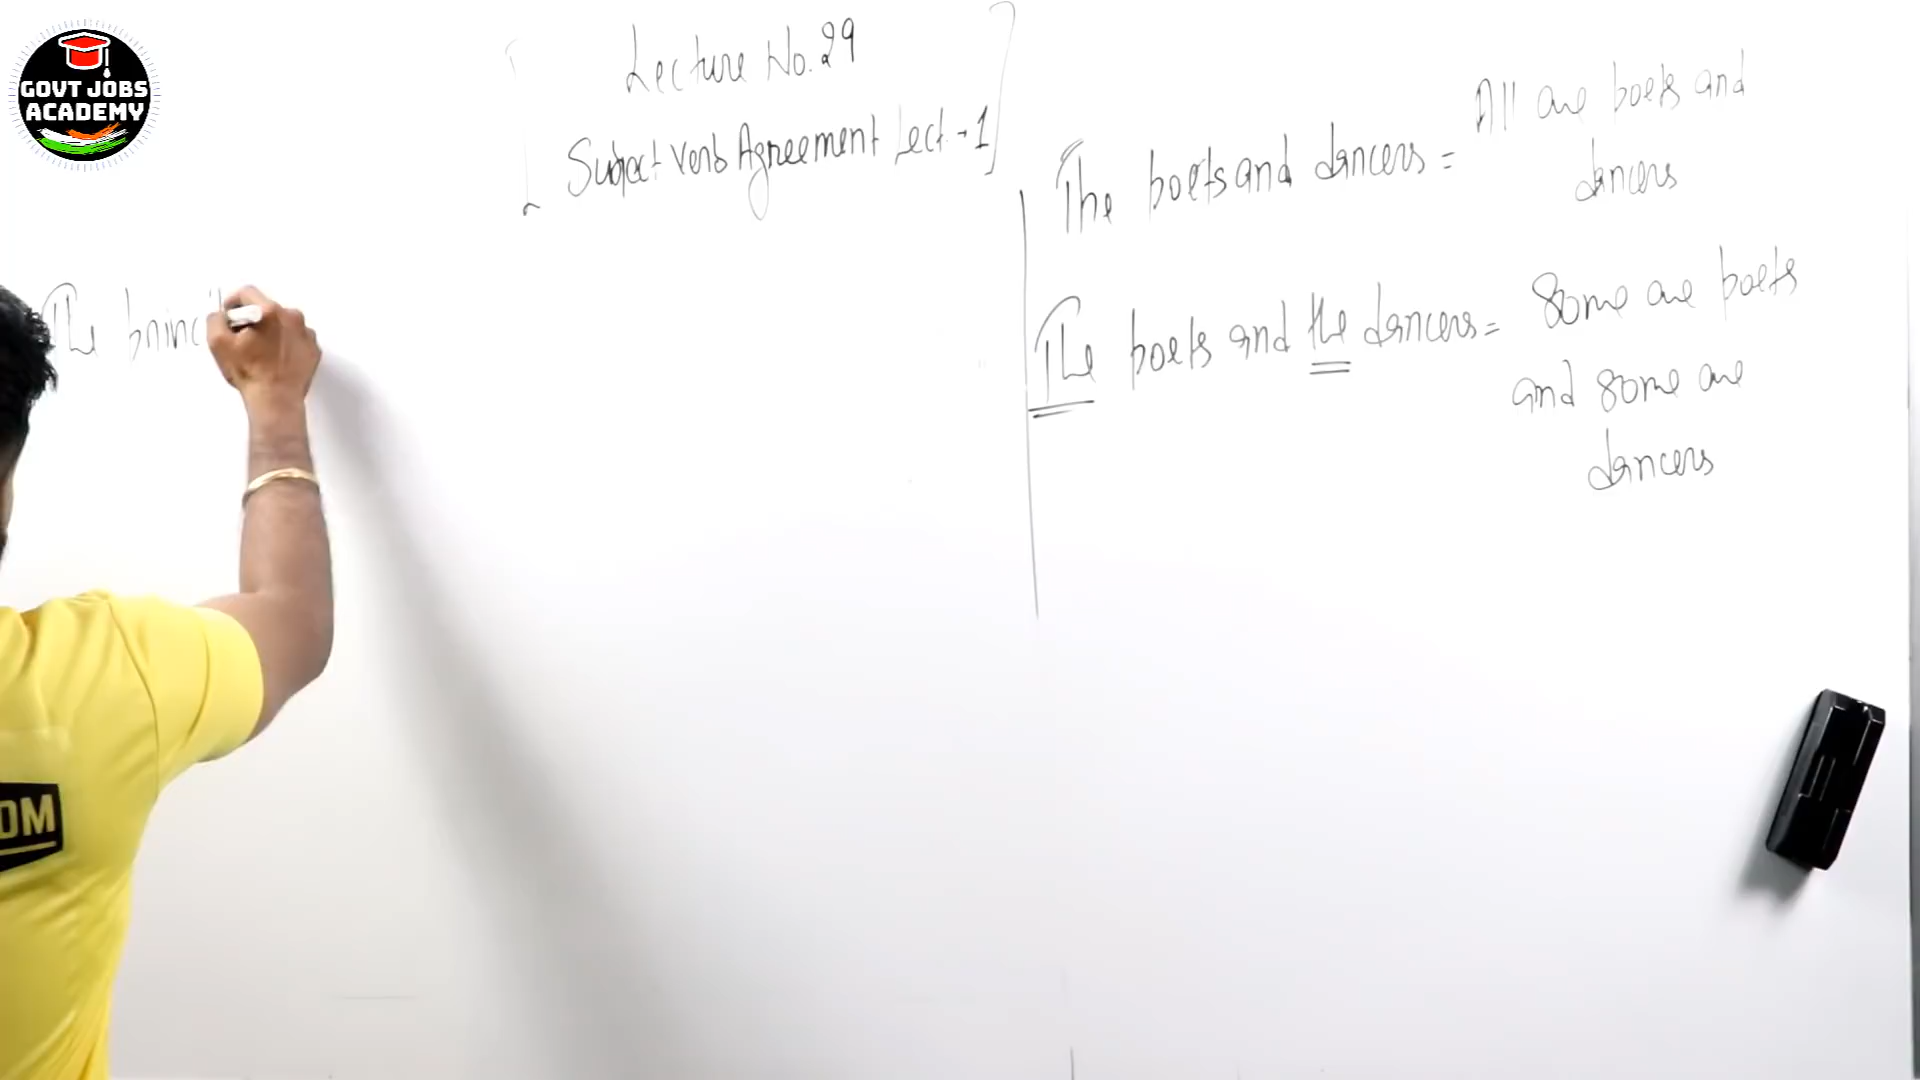 GOVT JOBS
ACADEMY
Lecture No. 29
Subject verb Agreement Lect. - 1
The
The poets and dancers = All are poets and
dancers
The poets and the dancers = Some are poets
and some are
dancers
OM